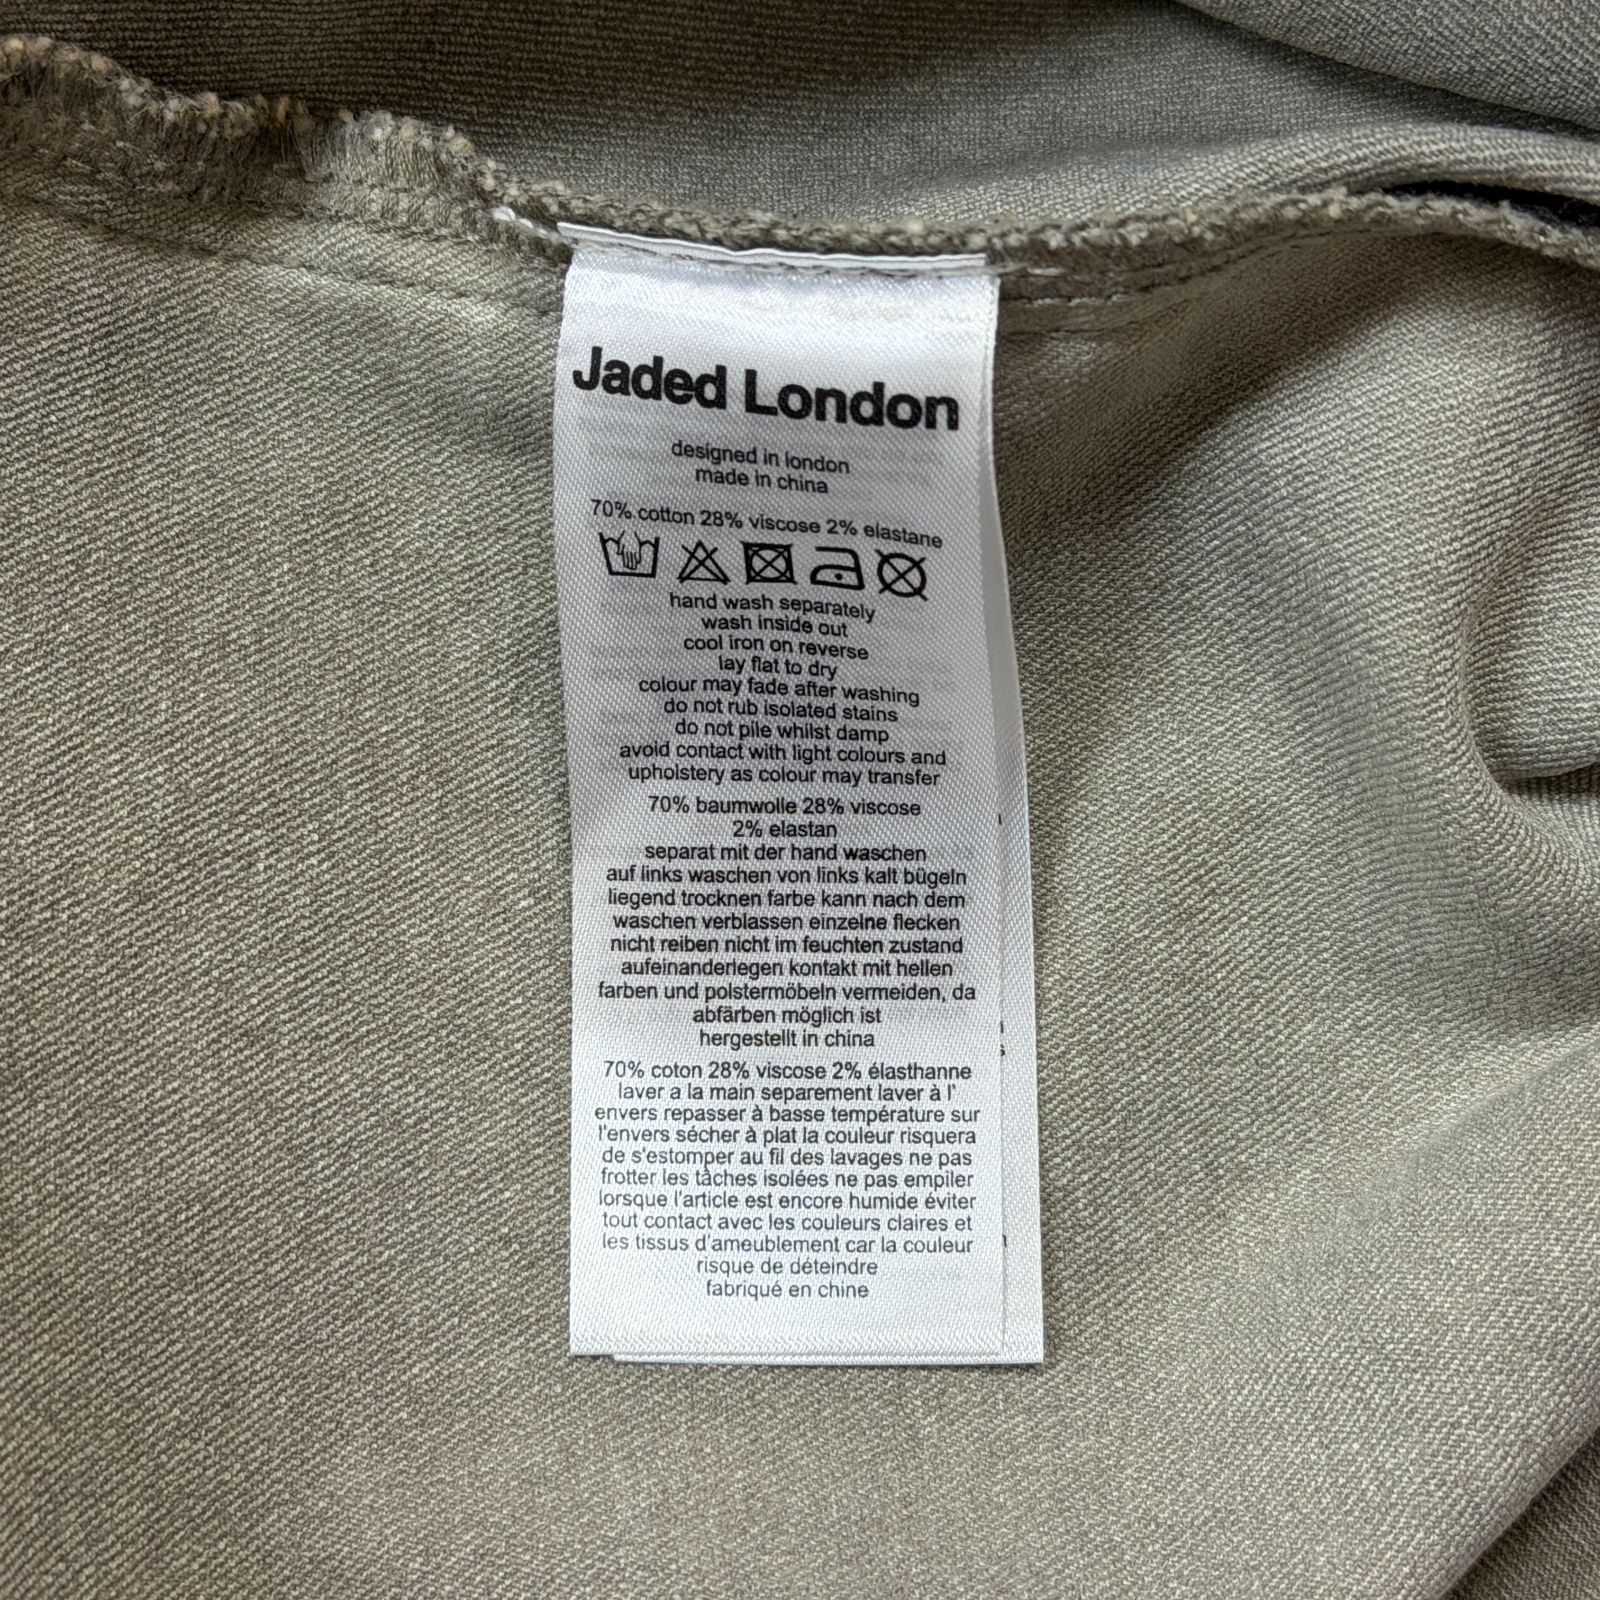 Jaded London
designed in london
made in china
70% cotton 28% viscose 2% elastane
hand wash separately
wash inside out
cool iron on reverse
lay flat to dry
colour may fade after washing
do not rub isolated stains
do not pile whilst damp
avoid contact with light colours and
upholstery as colour may transfer
70% baumwolle 28% viscose
2% elastan
separat mit der hand waschen
auf links waschen von links kalt bügeln
liegend trocknen farbe kann nach dem
waschen verblassen einzelne flecken
nicht reiben nicht im feuchten zustand
aufeinanderlegen kontakt mit hellen
farben und polstermöbeln vermeiden, da
abfärben möglich ist
hergestellt in china
70% coton 28% viscose 2% élasthanne
laver a la main separement laver à l'
envers repasser à basse température sur
l'envers sécher à plat la couleur risquera
de s'estomper au fil des lavages ne pas
frotter les tâches isolées ne pas empiler
lorsque l'article est encore humide éviter
tout contact avec les couleurs claires et
les tissus d'ameublement car la couleur
risque de déteindre
fabriqué en chine